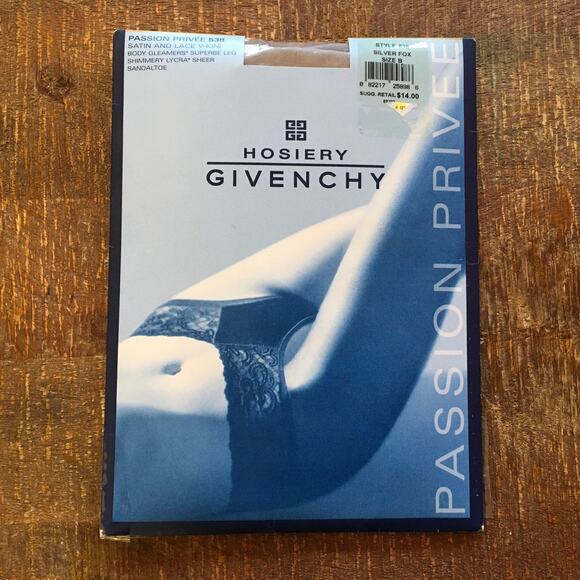 PASSION PRIVÉE 538
SATIN AND LACE V-KINI
BODY GLEAMERS® SUPERBE LEG
SHIMMERY LYCRA® SHEER
SANDALTOE
STYLE 538
SILVER FOX
SIZE B
0 82217 25898 6
SUGG. RETAIL $14.00
HOSIERY
GIVENCHY
PASSION PRIVÉE